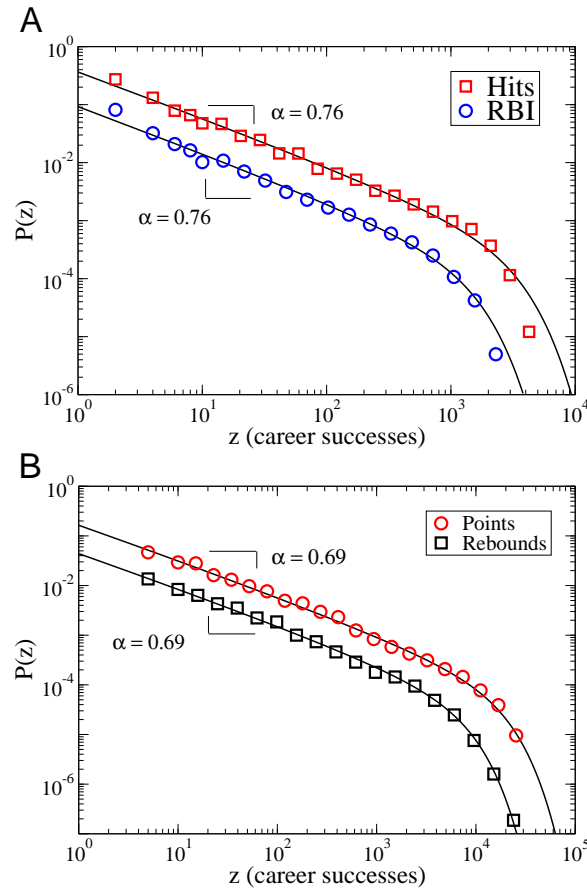 A
10^0
10^-2
10^-4
10^-6
P(z)
Hits
RBI
α = 0.76
α = 0.76
10^0 10^1 10^2 10^3 10^4
z (career successes)
B
10^0
10^-2
10^-4
10^-6
P(z)
Points
Rebounds
α = 0.69
α = 0.69
10^0 10^1 10^2 10^3 10^4 10^5
z (career successes)